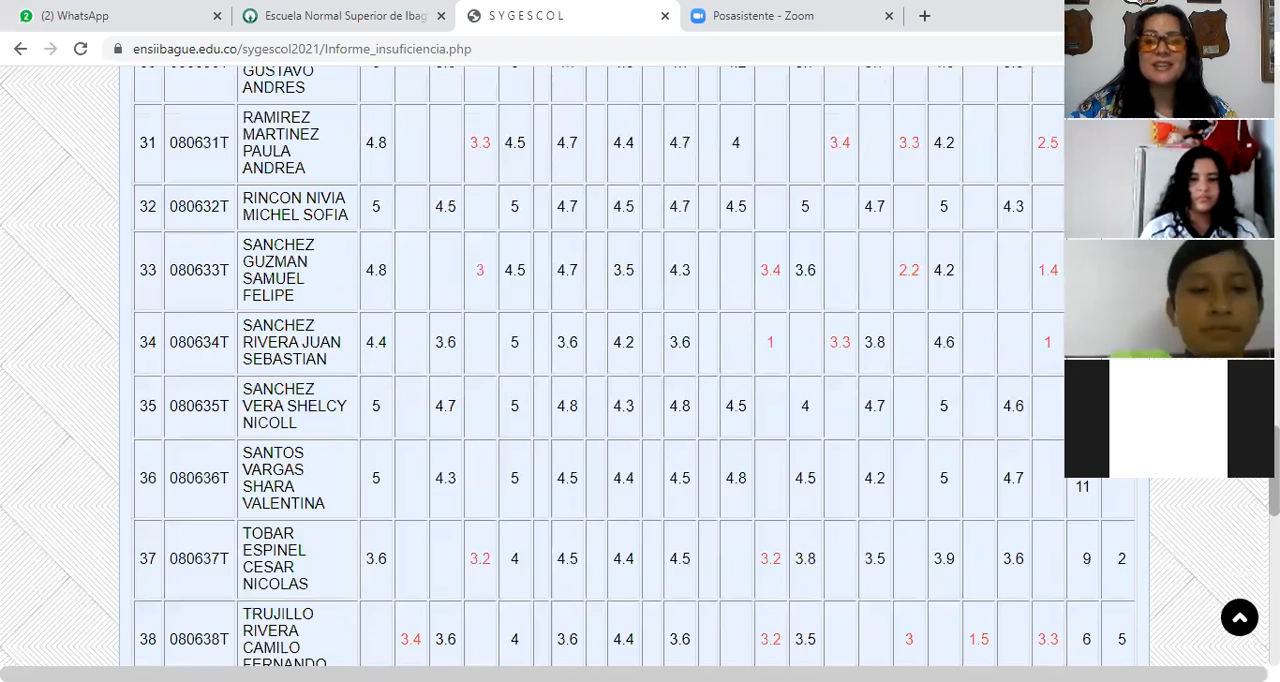 (2) WhatsApp
Escuela Normal Superior de Ibag
S Y G E S C O L
Posasistente - Zoom
ensiibague.edu.co/sygescol2021/Informe_insuficiencia.php
GUSTAVO
ANDRES
31 080631T RAMIREZ MARTINEZ PAULA ANDREA 4.8 3.3 4.5 4.7 4.4 4.7 4 3.4 3.3 4.2 2.5
32 080632T RINCON NIVIA MICHEL SOFIA 5 4.5 5 4.7 4.5 4.7 4.5 5 4.7 5 4.3
33 080633T SANCHEZ GUZMAN SAMUEL FELIPE 4.8 3 4.5 4.7 3.5 4.3 3.4 3.6 2.2 4.2 1.4
34 080634T SANCHEZ RIVERA JUAN SEBASTIAN 4.4 3.6 5 3.6 4.2 3.6 1 3.3 3.8 4.6 1
35 080635T SANCHEZ VERA SHELCY NICOLL 5 4.7 5 4.8 4.3 4.8 4.5 4 4.7 5 4.6
36 080636T SANTOS VARGAS SHARA VALENTINA 5 4.3 5 4.5 4.4 4.5 4.8 4.5 4.2 5 4.7 11
37 080637T TOBAR ESPINEL CESAR NICOLAS 3.6 3.2 4 4.5 4.4 4.5 3.2 3.8 3.5 3.9 3.6 9 2
38 080638T TRUJILLO RIVERA CAMILO FERNANDO 3.4 3.6 4 3.6 4.4 3.6 3.2 3.5 3 1.5 3.3 6 5